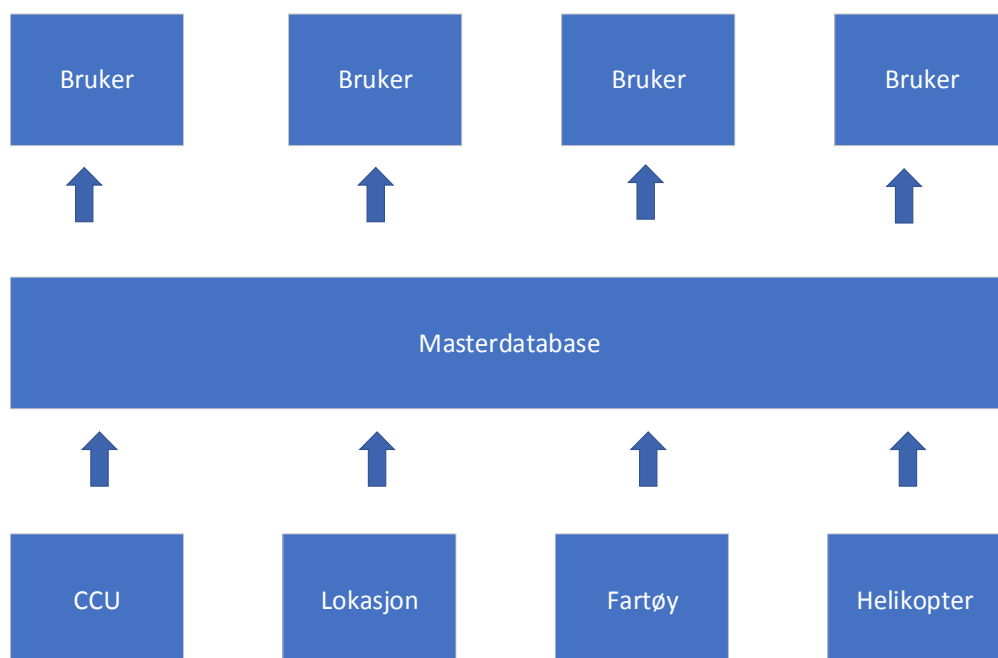 Bruker
Bruker
Bruker
Bruker
Masterdatabase
CCU
Lokasjon
Fartøy
Helikopter